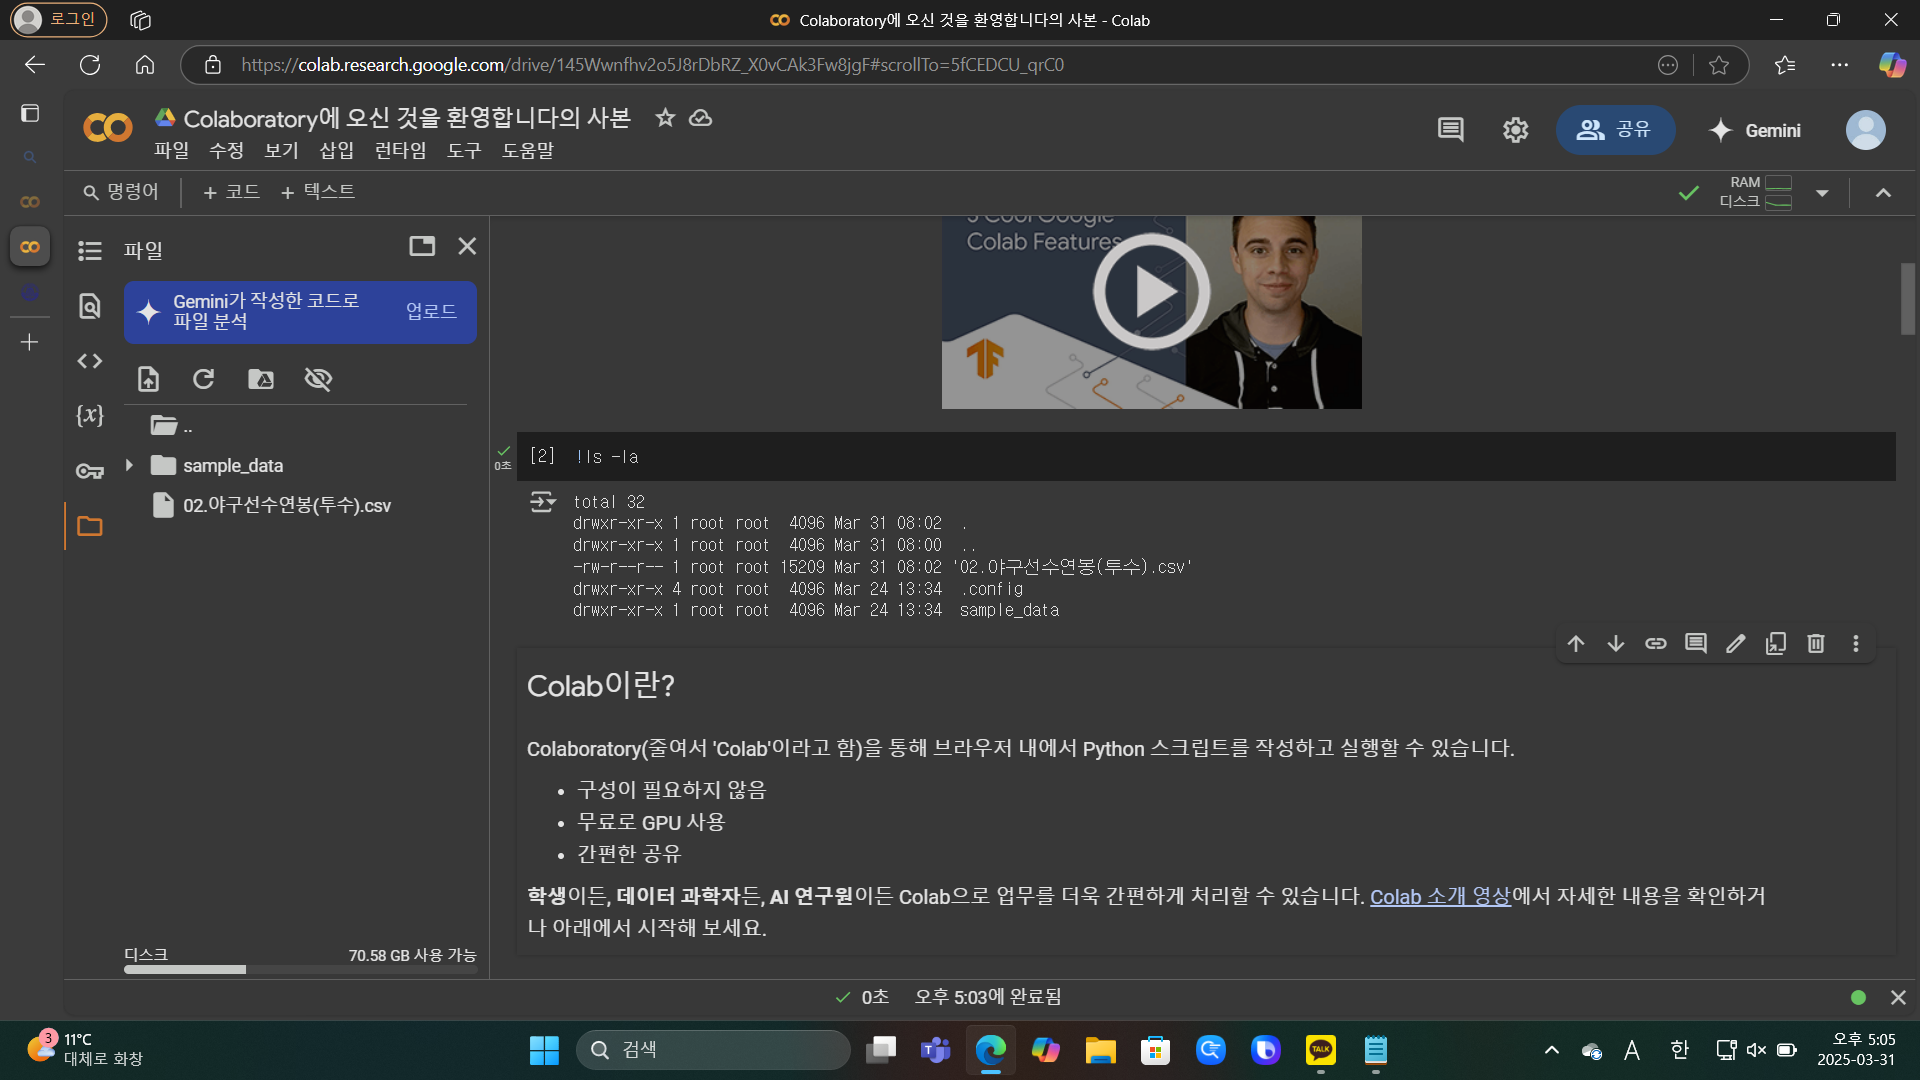 로그인
Colaboratory에 오신 것을 환영합니다의 사본 - Colab
https://colab.research.google.com/drive/145Wwnfhv2o5J8rDbRZ_X0vCAk3Fw8jgF#scrollTo=5fCEDCU_qrC0
Colaboratory에 오신 것을 환영합니다의 사본
파일 수정 보기 삽입 런타임 도구 도움말
공유
Gemini
명령어 + 코드 + 텍스트
RAM
디스크
파일
Gemini가 작성한 코드로
파일 분석
업로드
{x}
..
sample_data
02.야구선수연봉(투수).csv
디스크 70.58 GB 사용 가능
5 Cool Google
Colab Features
0초
[2] !ls -la
total 32
drwxr-xr-x 1 root root  4096 Mar 31 08:02  .
drwxr-xr-x 1 root root  4096 Mar 31 08:00  ..
-rw-r--r-- 1 root root 15209 Mar 31 08:02 '02.야구선수연봉(투수).csv'
drwxr-xr-x 4 root root  4096 Mar 24 13:34  .config
drwxr-xr-x 1 root root  4096 Mar 24 13:34  sample_data
Colab이란?
Colaboratory(줄여서 'Colab'이라고 함)을 통해 브라우저 내에서 Python 스크립트를 작성하고 실행할 수 있습니다.
• 구성이 필요하지 않음
• 무료로 GPU 사용
• 간편한 공유
학생이든, 데이터 과학자든, AI 연구원이든 Colab으로 업무를 더욱 간편하게 처리할 수 있습니다. Colab 소개 영상에서 자세한 내용을 확인하거
나 아래에서 시작해 보세요.
0초 오후 5:03에 완료됨
3
11°C
대체로 화창
검색
TALK
A 한
오후 5:05
2025-03-31